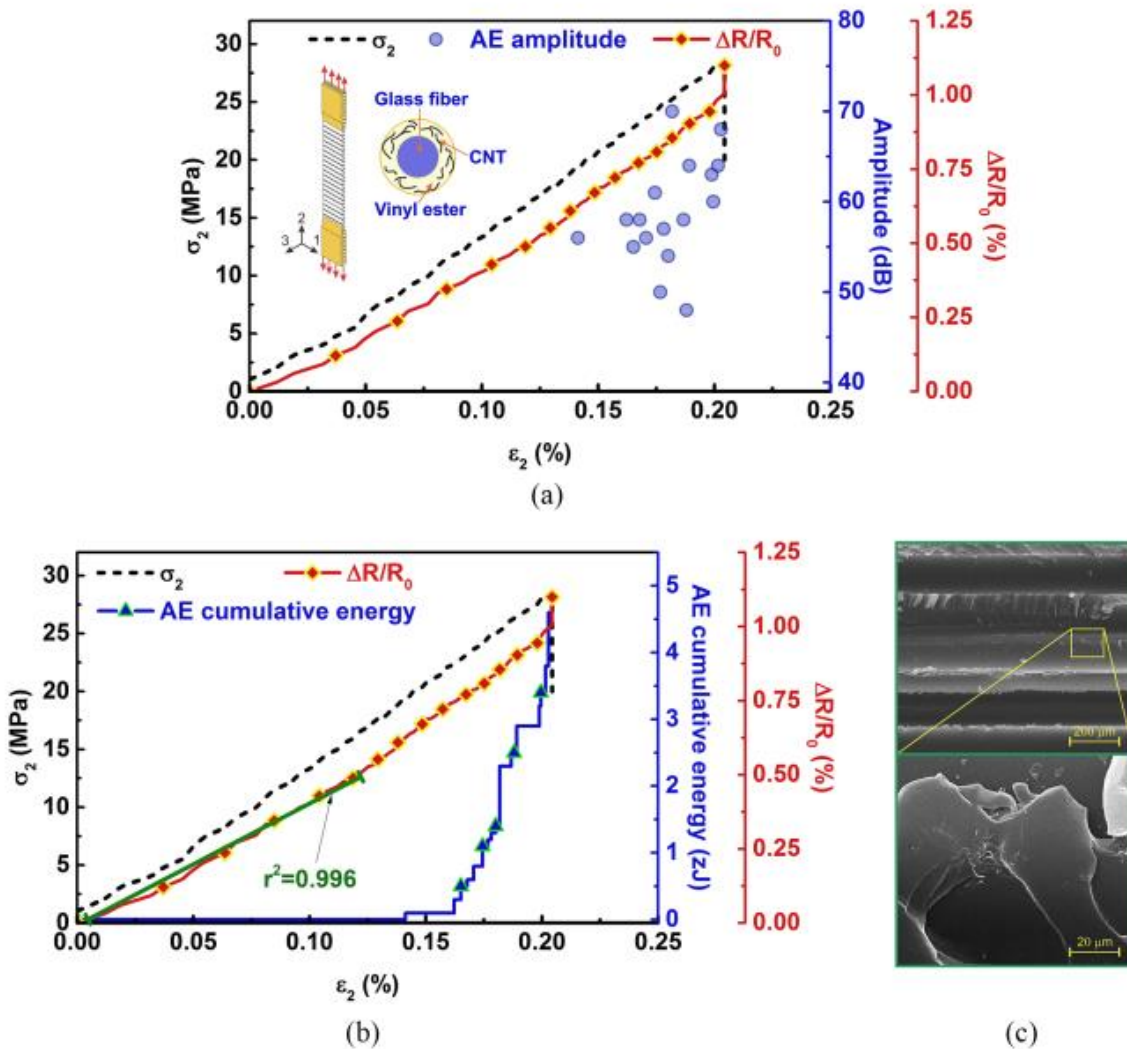 σ₂ AE amplitude ΔR/R₀
Glass fiber
CNT
Vinyl ester
2
3 1
30
25
20
15
10
5
0
σ₂ (MPa)
0.00 0.05 0.10 0.15 0.20 0.25
ε₂ (%)
80
70
60
50
40
Amplitude (dB)
1.25
1.00
0.75
0.50
0.25
0.00
ΔR/R₀ (%)
(a)
σ₂ ΔR/R₀
AE cumulative energy
r²=0.996
30
25
20
15
10
5
0
σ₂ (MPa)
0.00 0.05 0.10 0.15 0.20 0.25
ε₂ (%)
5
4
3
2
1
0
AE cumulative energy (zJ)
1.25
1.00
0.75
0.50
0.25
0.00
ΔR/R₀ (%)
(b)
200 µm
20 µm
(c)